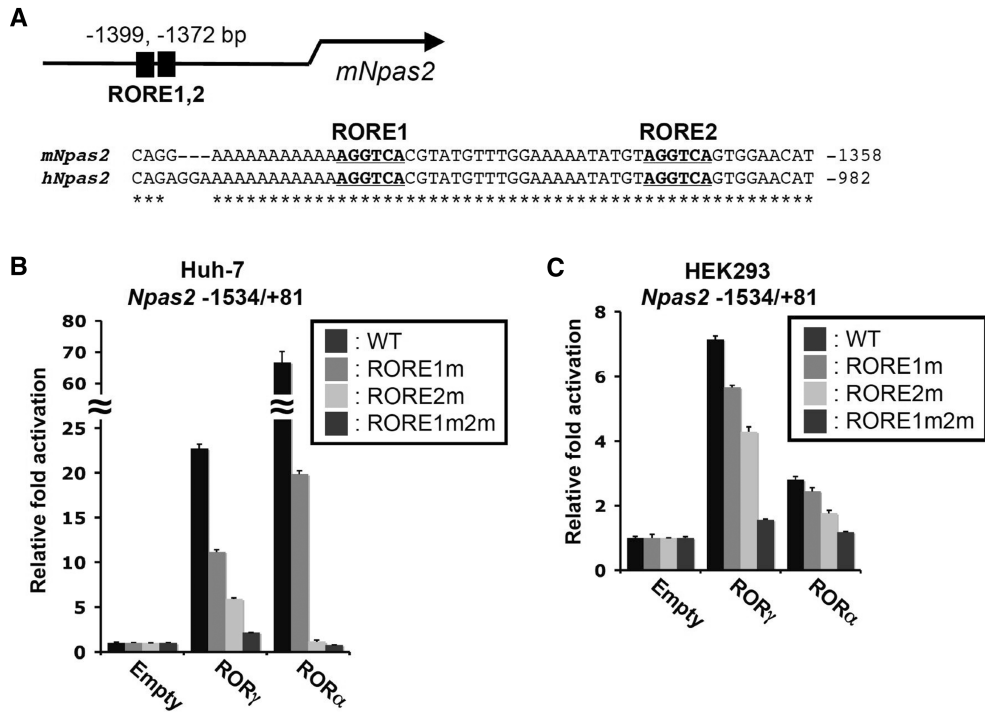 A
-1399, -1372 bp
mNpas2
RORE1,2
RORE1 RORE2
mNpas2 CAGG---AAAAAAAAAAAAGGTCACGTATGTTTGGAAAAATATGTAGGTCAGTGGAACAT -1358
hNpas2 CAGAGGAAAAAAAAAAAAAGGTCACGTATGTTTGGAAAAATATGTAGGTCAGTGGAACAT -982
*** *****************************************************
B
Huh-7
Npas2 -1534/+81
Relative fold activation
80
70
60
25
20
15
10
5
0
: WT
: RORE1m
: RORE2m
: RORE1m2m
Empty
RORγ
RORα
C
HEK293
Npas2 -1534/+81
Relative fold activation
8
6
4
2
0
: WT
: RORE1m
: RORE2m
: RORE1m2m
Empty
RORγ
RORα